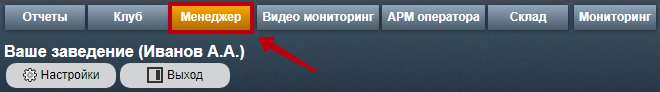 Отчеты Клуб Менеджер Видео мониторинг АРМ оператора Склад Мониторинг
Ваше заведение (Иванов А.А.)
Настройки Выход